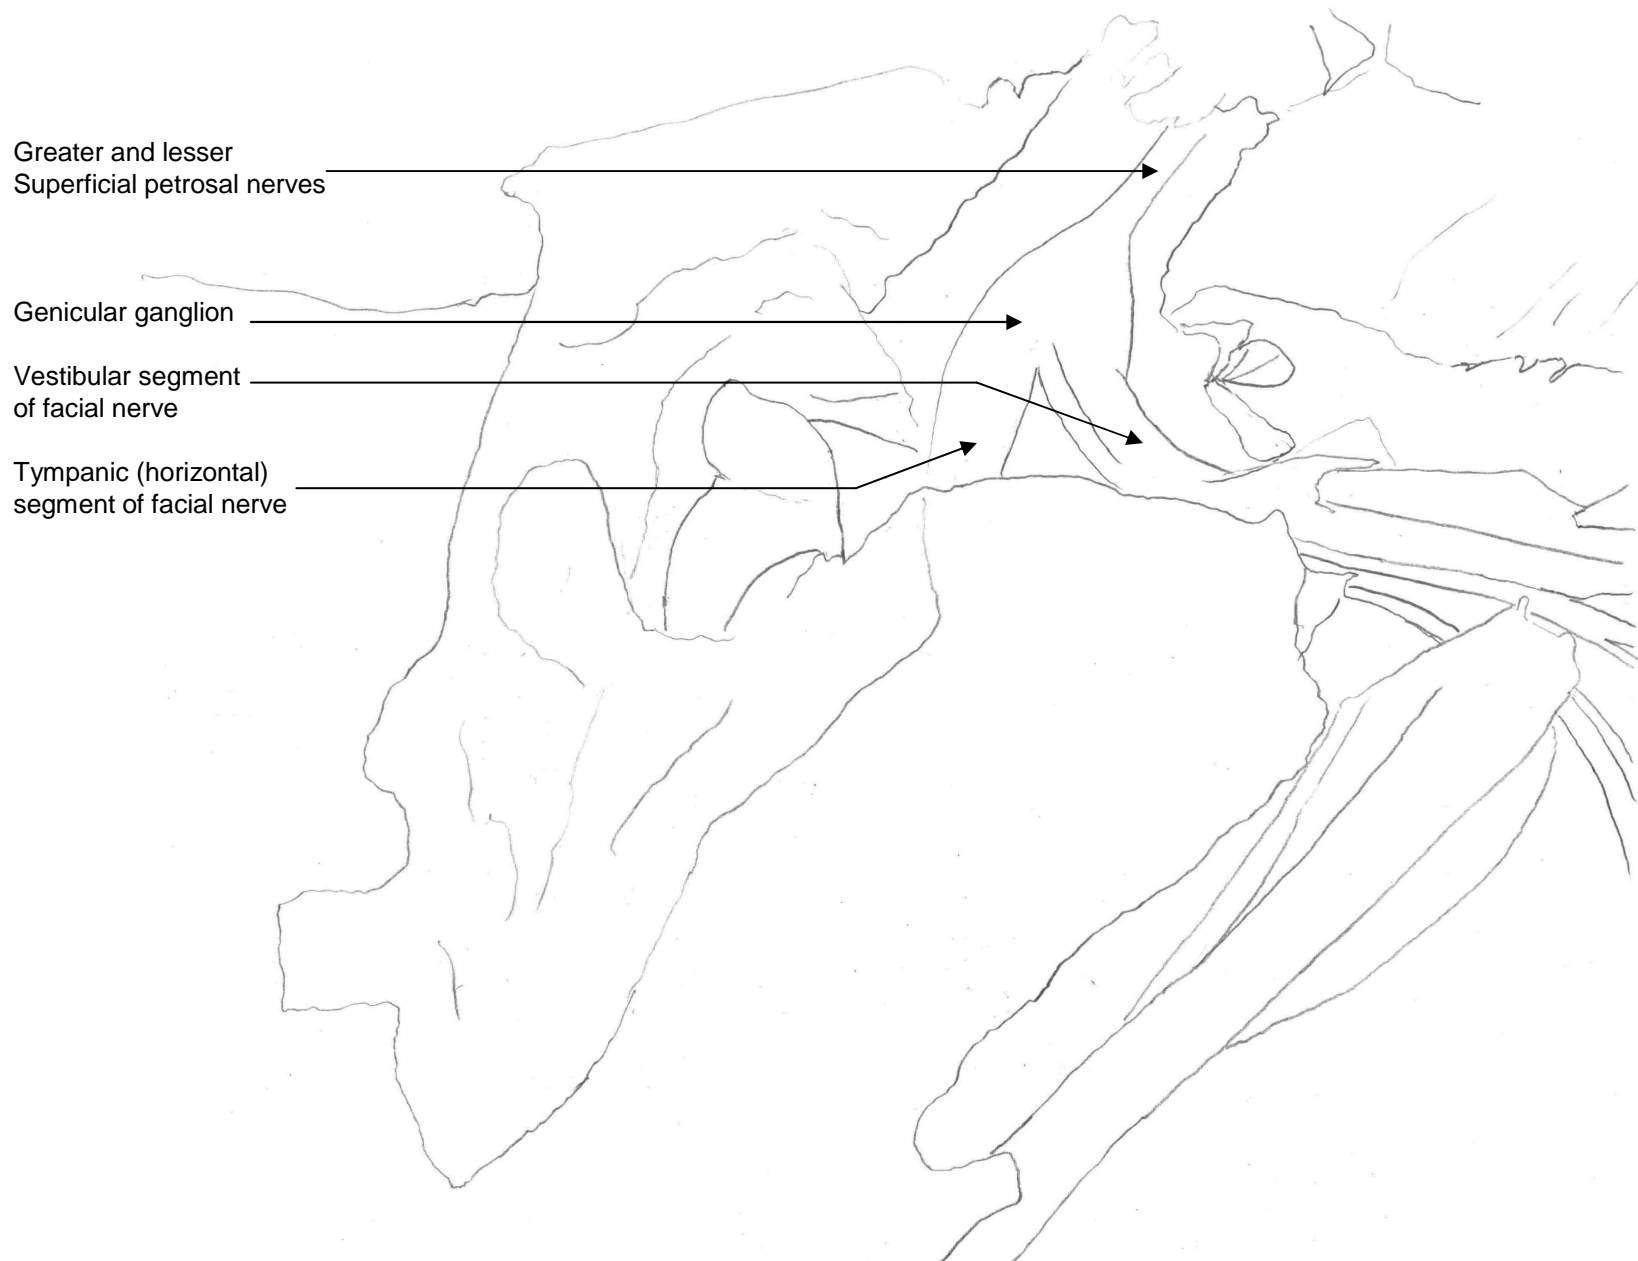 Greater and lesser
Superficial petrosal nerves
Genicular ganglion
Vestibular segment
of facial nerve
Tympanic (horizontal)
segment of facial nerve